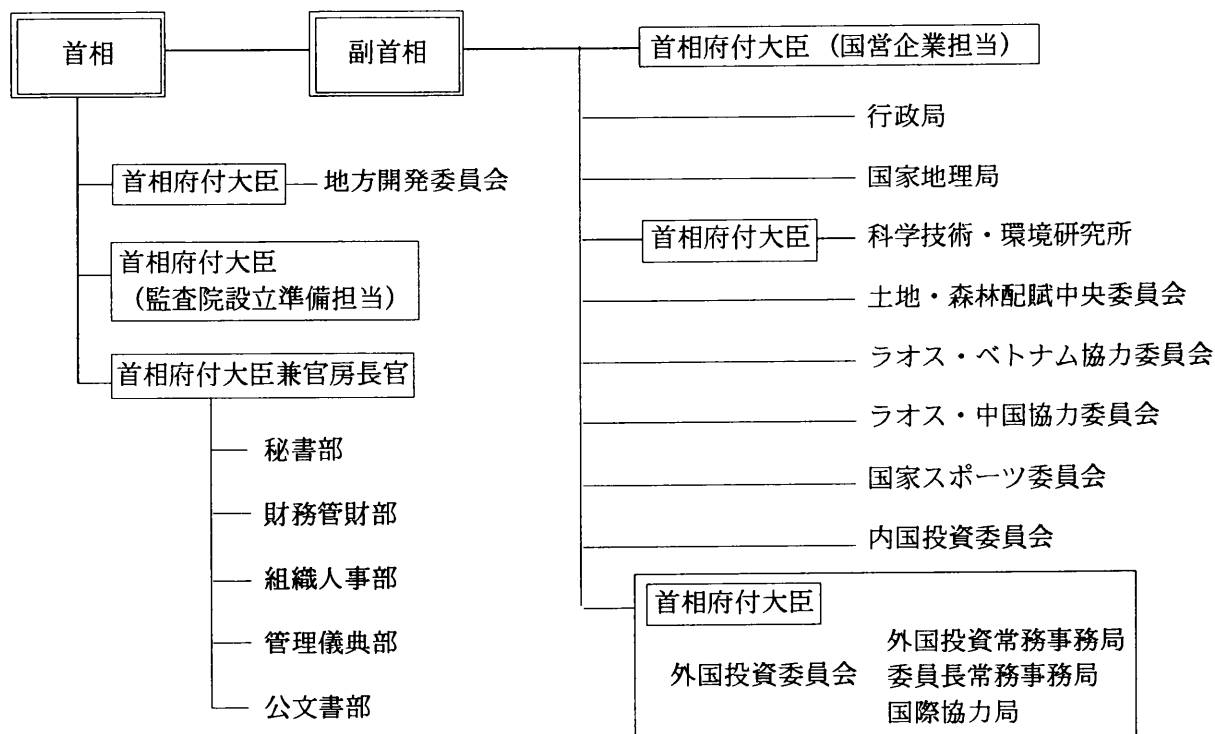 首相
副首相
首相府付大臣（国営企業担当）
行政局
国家地理局
首相府付大臣
科学技術・環境研究所
土地・森林配賦中央委員会
ラオス・ベトナム協力委員会
ラオス・中国協力委員会
国家スポーツ委員会
内国投資委員会
首相府付大臣
外国投資委員会
外国投資常務事務局
委員長常務事務局
国際協力局
首相府付大臣
地方開発委員会
首相府付大臣
（監査院設立準備担当）
首相府付大臣兼官房長官
秘書部
財務管財部
組織人事部
管理儀典部
公文書部